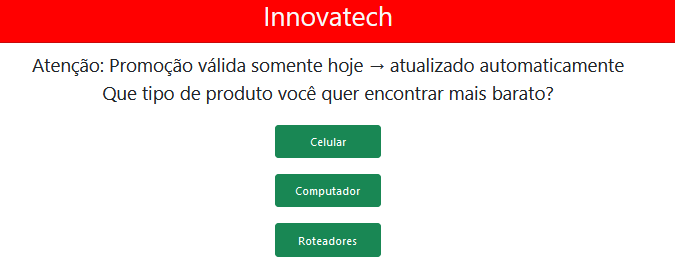 Innovatech
Atenção: Promoção válida somente hoje → atualizado automaticamente
Que tipo de produto você quer encontrar mais barato?
Celular
Computador
Roteadores